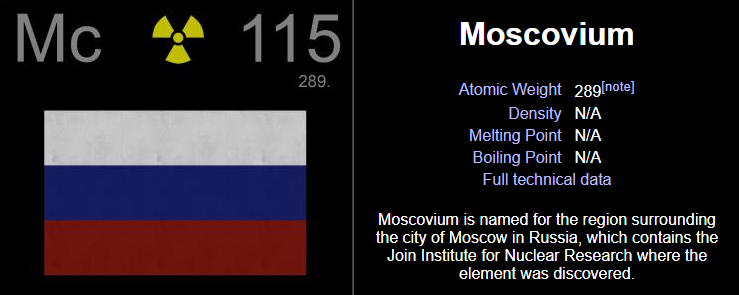 Mc 115
289.
Moscovium
Atomic Weight 289[note]
Density N/A
Melting Point N/A
Boiling Point N/A
Full technical data
Moscovium is named for the region surrounding
the city of Moscow in Russia, which contains the
Join Institute for Nuclear Research where the
element was discovered.